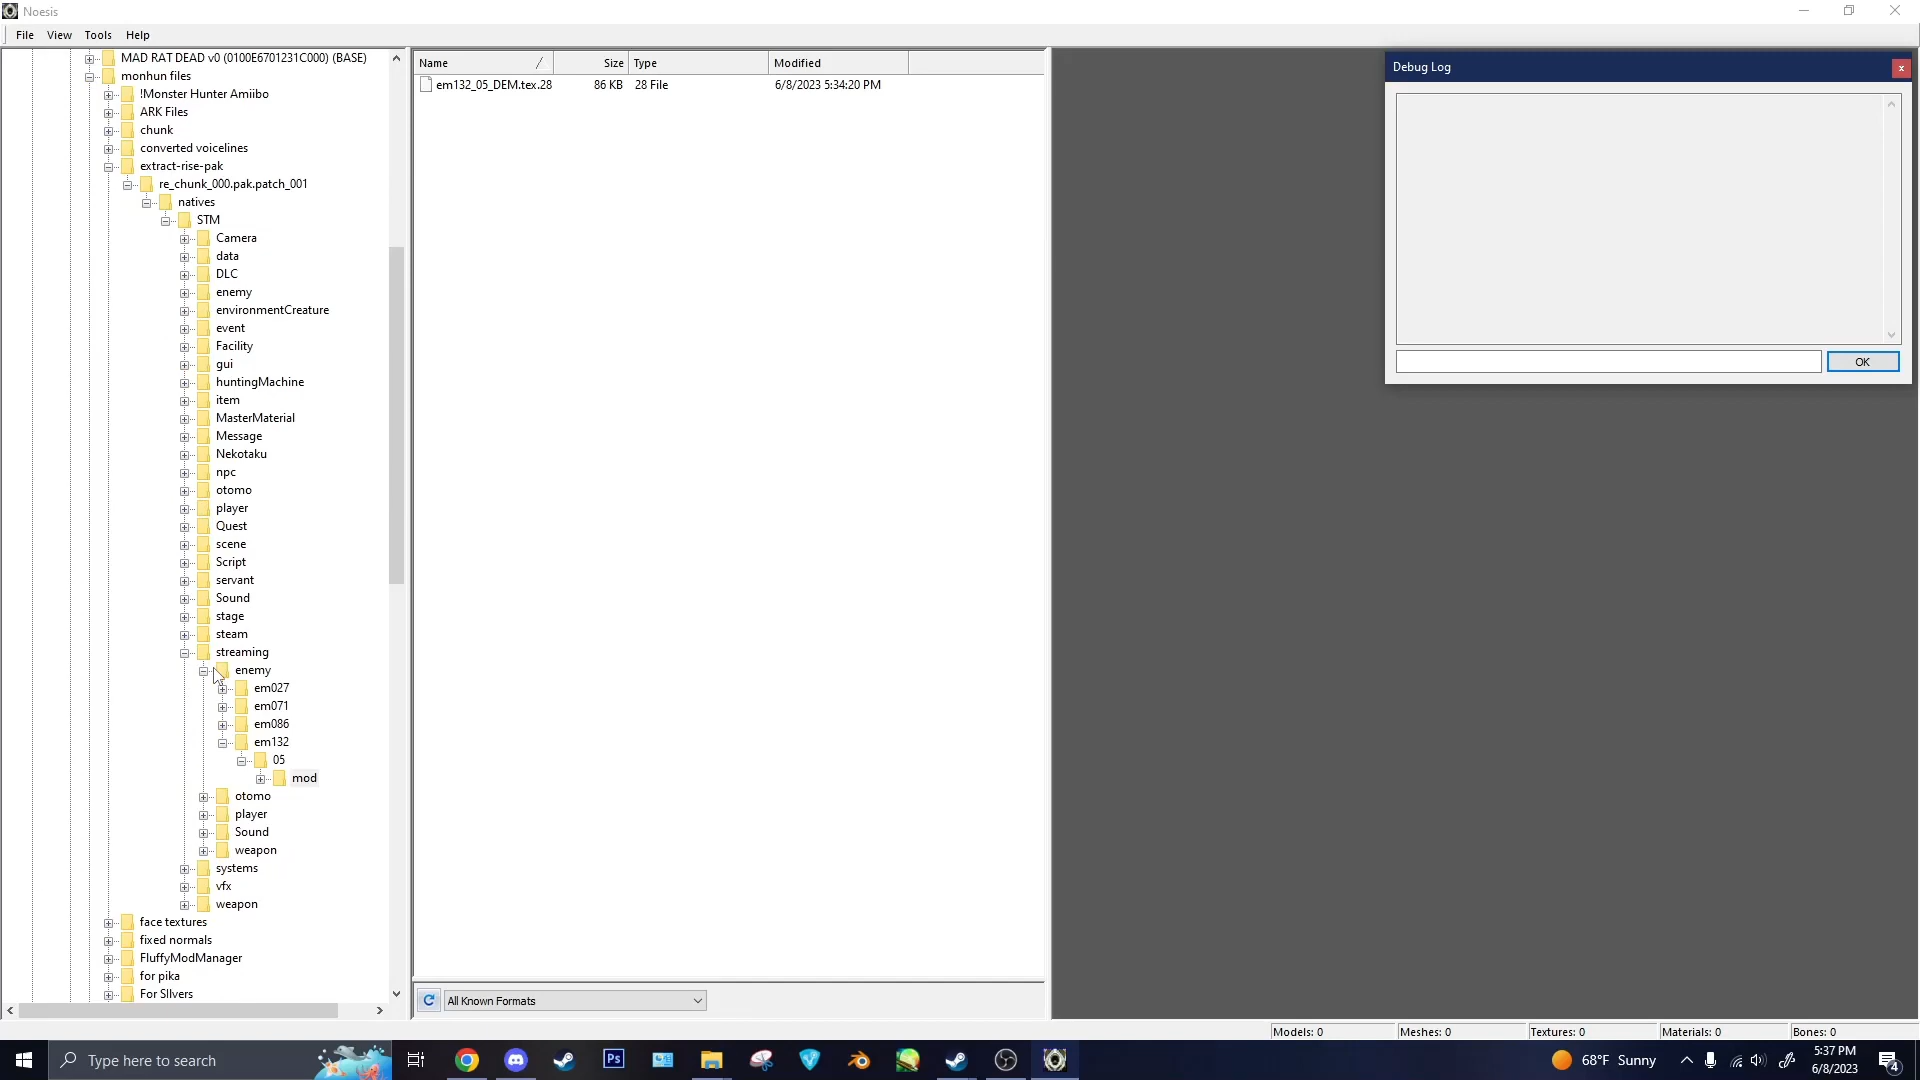 Noesis
File View Tools Help
MAD RAT DEAD v0 (0100E6701231C000) (BASE)
monhun files
!Monster Hunter Amiibo
ARK Files
chunk
converted voicelines
extract-rise-pak
re_chunk_000.pak.patch_001
natives
STM
Camera
data
DLC
enemy
environmentCreature
event
Facility
gui
huntingMachine
item
MasterMaterial
Message
Nekotaku
npc
otomo
player
Quest
scene
Script
servant
Sound
stage
steam
streaming
enemy
em027
em071
em086
em132
05
mod
otomo
player
Sound
weapon
systems
vfx
weapon
face textures
fixed normals
FluffyModManager
for pika
For SIlvers
Name Size Type Modified
em132_05_DEM.tex.28 86 KB 28 File 6/8/2023 5:34:20 PM
All Known Formats
Debug Log
x
OK
Models: 0 Meshes: 0 Textures: 0 Materials: 0 Bones: 0
Type here to search
Ps
68°F Sunny
5:37 PM
6/8/2023
4